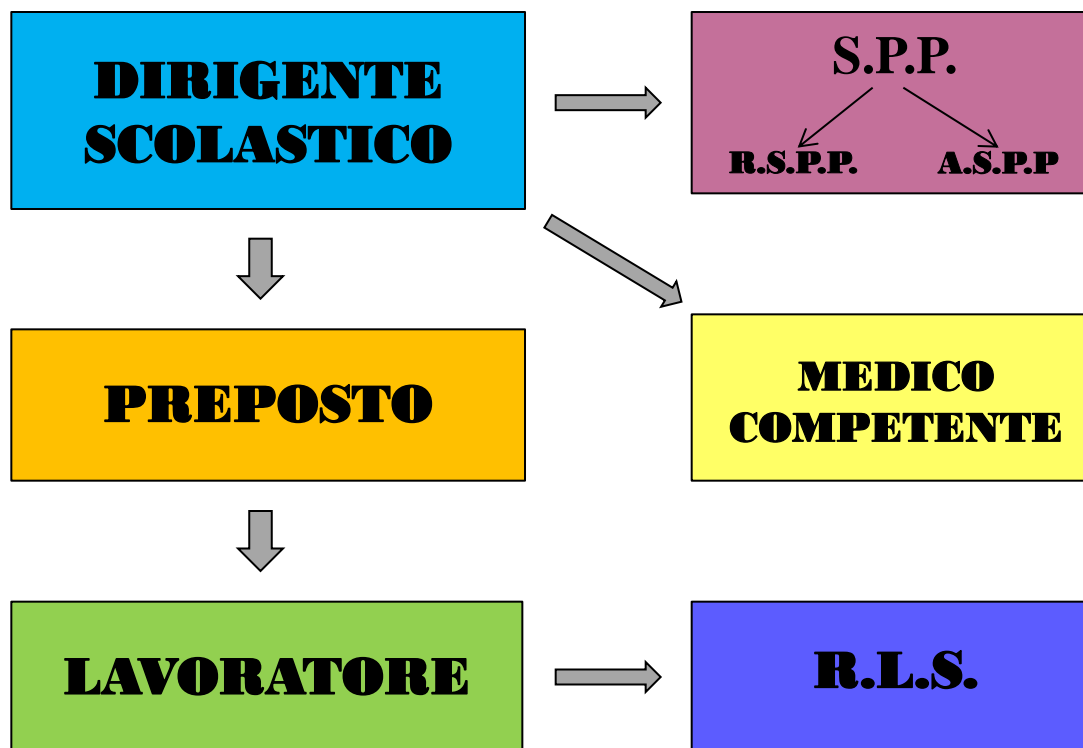 DIRIGENTE
SCOLASTICO
S.P.P.
R.S.P.P.
A.S.P.P
PREPOSTO
MEDICO
COMPETENTE
LAVORATORE
R.L.S.